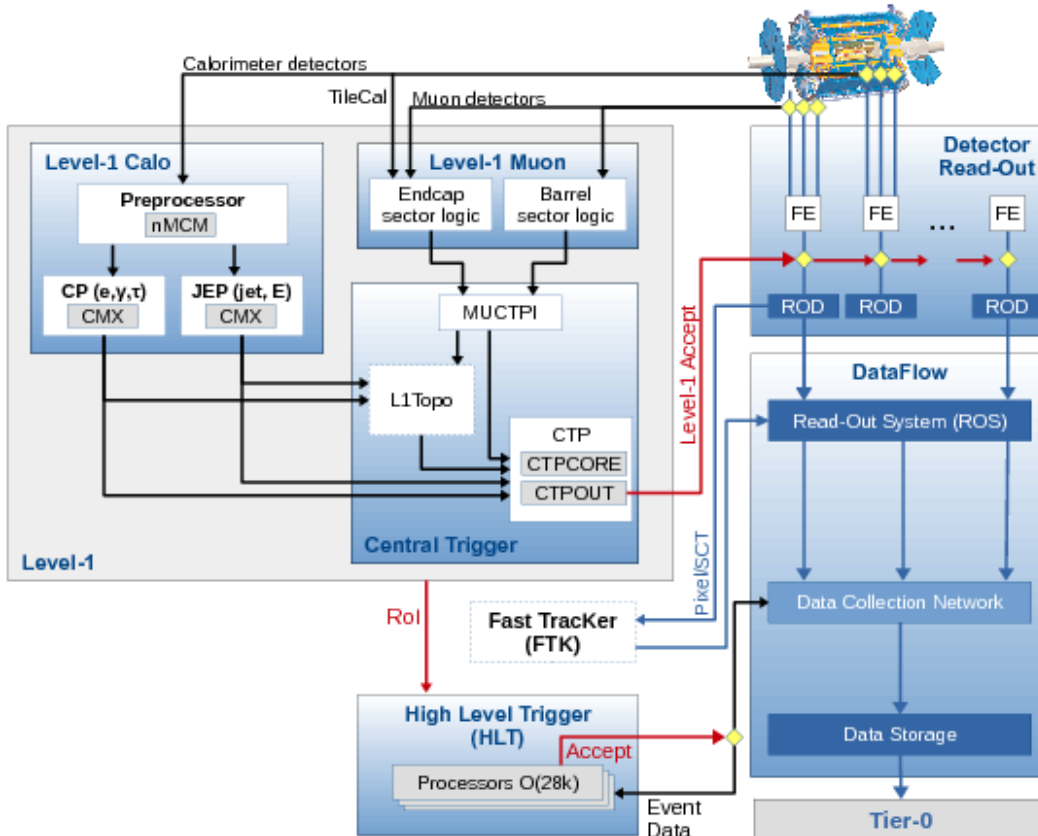 Calorimeter detectors
TileCal
Muon detectors
Level-1 Calo
Preprocessor
nMCM
CP (e,γ,τ)
CMX
JEP (jet, E)
CMX
Level-1 Muon
Endcap
sector logic
Barrel
sector logic
MUCTPI
L1Topo
CTP
CTPCORE
CTPOUT
Central Trigger
Level-1
Level-1 Accept
Detector
Read-Out
FE
FE
...
FE
ROD
ROD
ROD
DataFlow
Read-Out System (ROS)
Data Collection Network
Data Storage
Tier-0
Pixel/SCT
RoI
Fast TracKer
(FTK)
High Level Trigger
(HLT)
Accept
Processors O(28k)
Event
Data